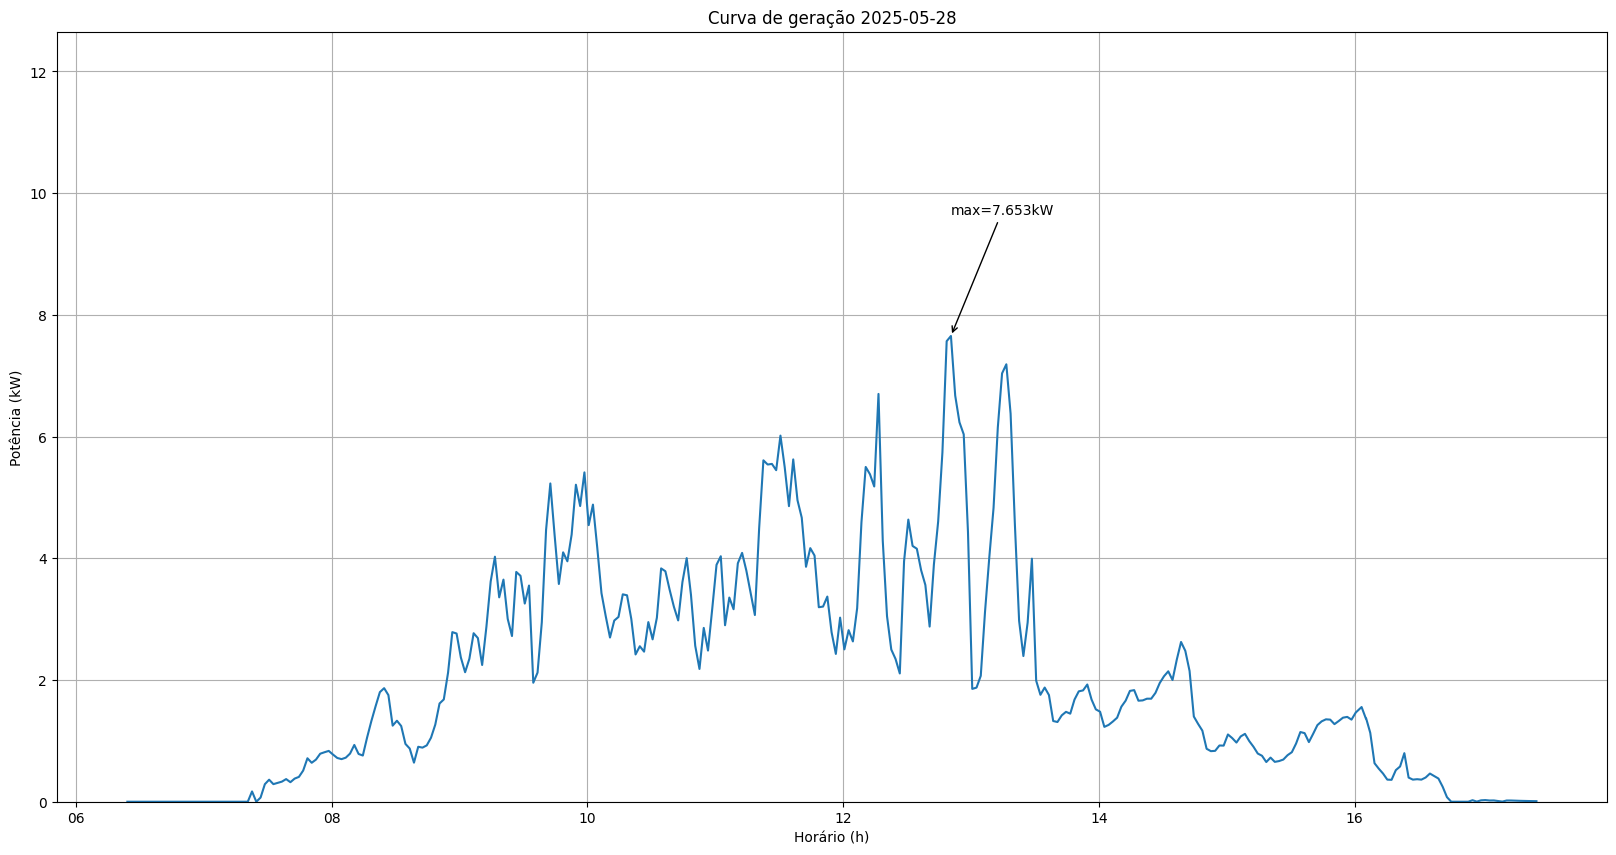 Curva de geração 2025-05-28
12
10
8
6
4
2
0
Potência (kW)
max=7.653kW
06 08 10 12 14 16
Horário (h)